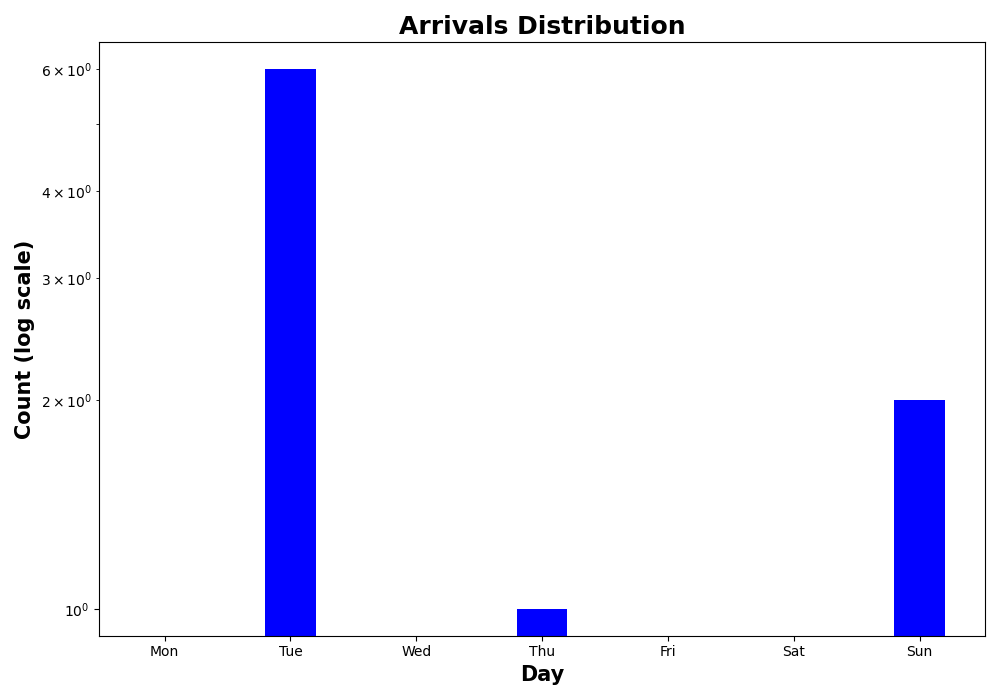 Arrivals Distribution
6 × 10⁰
4 × 10⁰
3 × 10⁰
2 × 10⁰
10⁰
Count (log scale)
Mon Tue Wed Thu Fri Sat Sun
Day